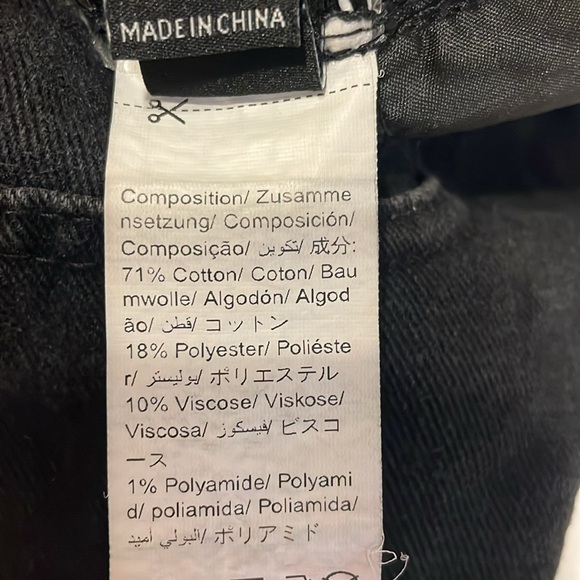 MADE IN CHINA
Composition/ Zusamme
nsetzung/ Composición/
Composição/ تكوين/ 成分:
71% Cotton/ Coton/ Bau
mwolle/ Algodón/ Algod
ão/ قطن/ コットン
18% Polyester/ Poliéste
r/ بوليستر/ ポリエステル
10% Viscose/ Viskose/
Viscosa/ فيسكوز/ ビスコ
ース
1% Polyamide/ Polyami
d/ poliamida/ Poliamida/
البولي أميد/ ポリアミド